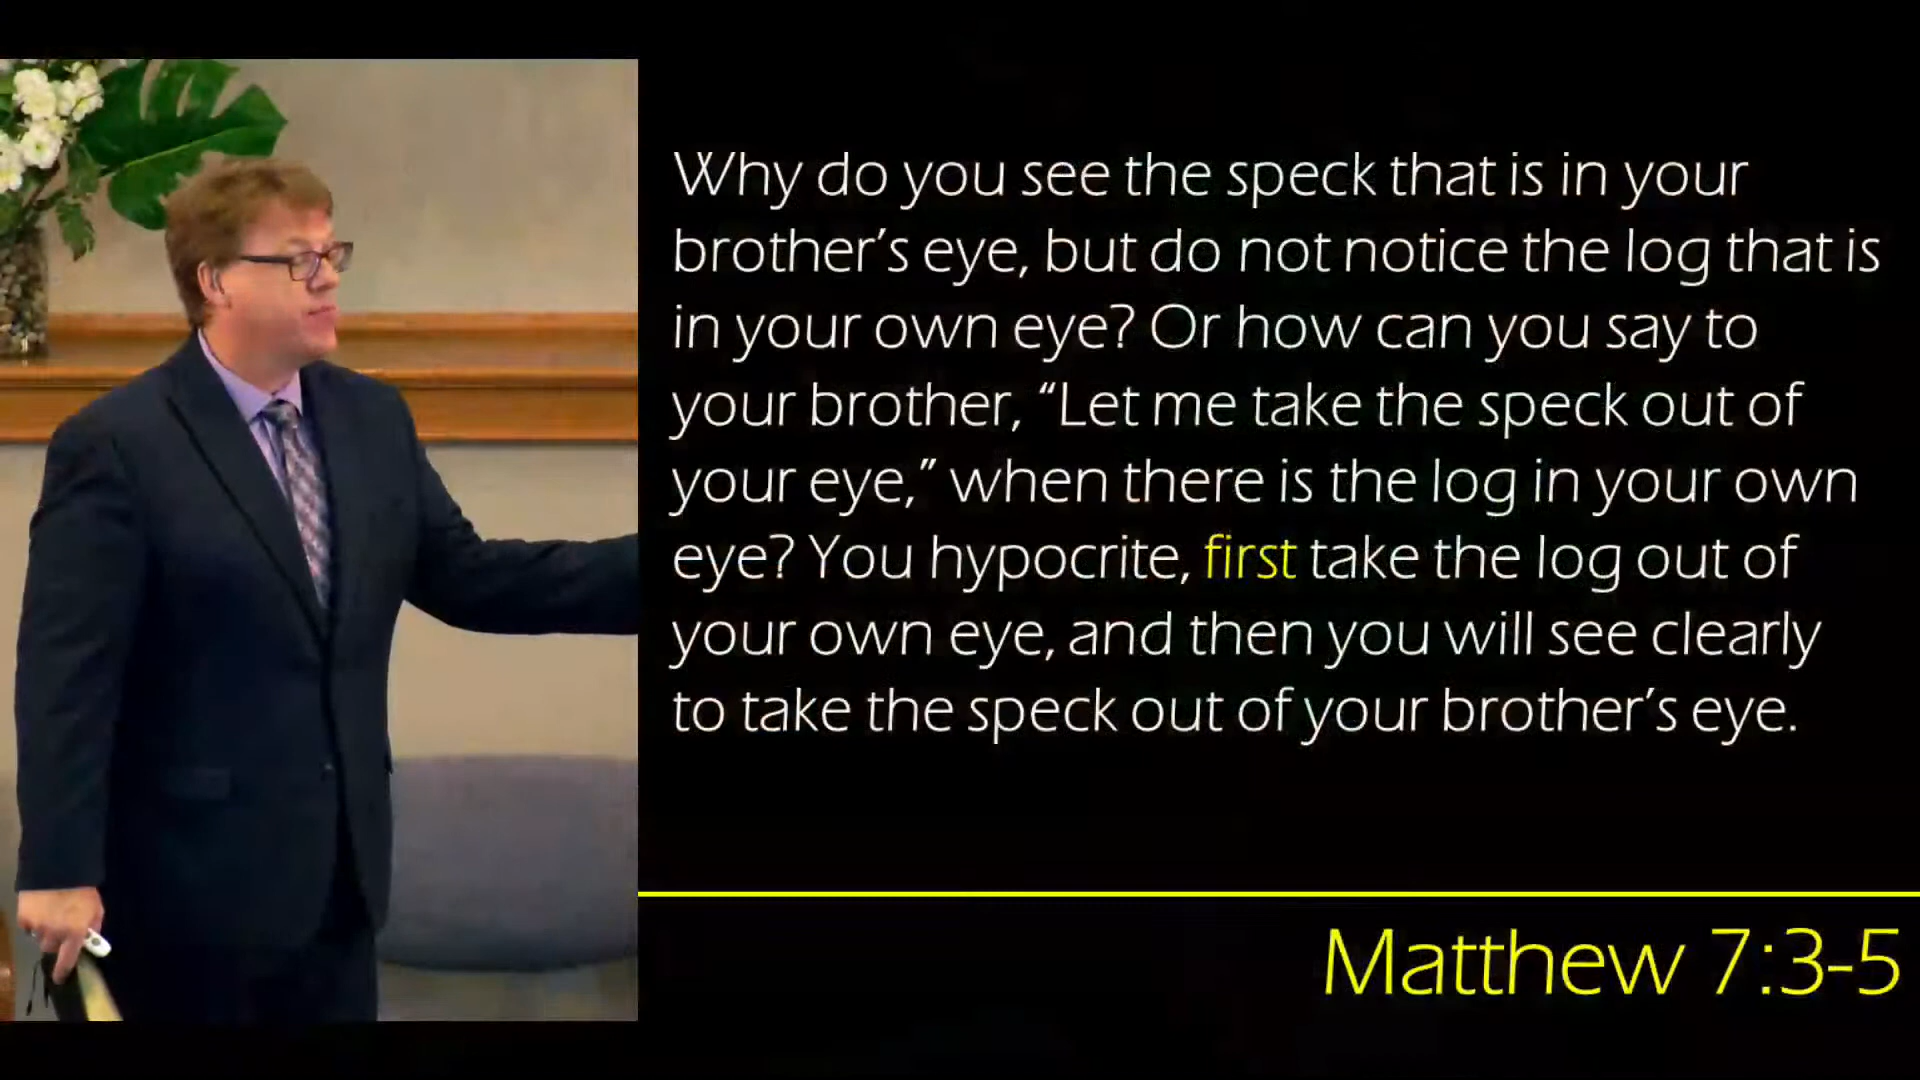 Why do you see the speck that is in your
brother’s eye, but do not notice the log that is
in your own eye? Or how can you say to
your brother, “Let me take the speck out of
your eye,” when there is the log in your own
eye? You hypocrite, first take the log out of
your own eye, and then you will see clearly
to take the speck out of your brother’s eye.
Matthew 7:3-5